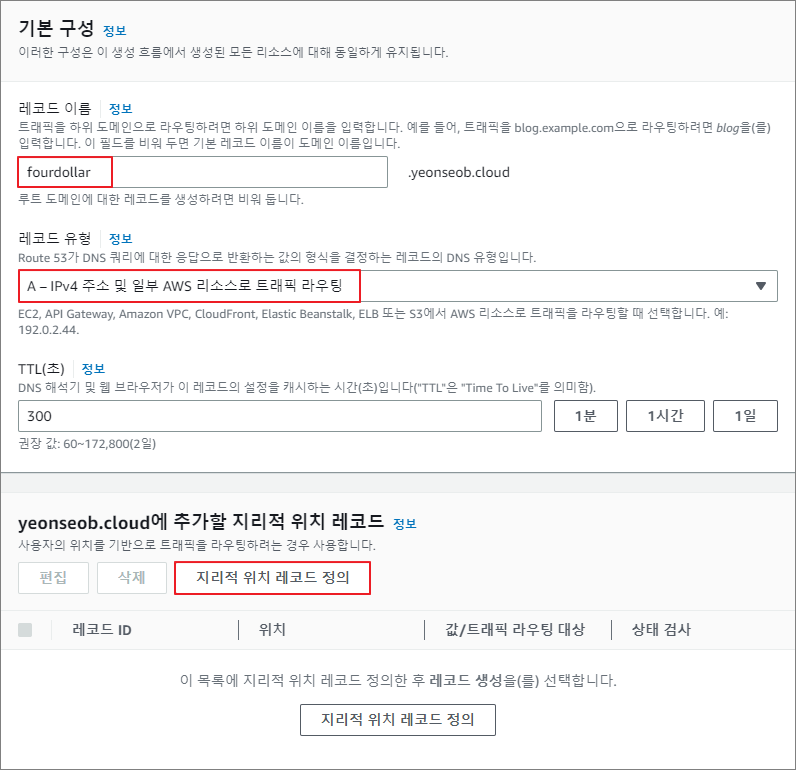 기본 구성 정보
이러한 구성은 이 생성 흐름에서 생성된 모든 리소스에 대해 동일하게 유지됩니다.
레코드 이름 정보
트래픽을 하위 도메인으로 라우팅하려면 하위 도메인 이름을 입력합니다. 예를 들어, 트래픽을 blog.example.com으로 라우팅하려면 blog을(를)
입력합니다. 이 필드를 비워 두면 기본 레코드 이름이 도메인 이름입니다.
fourdollar .yeonseob.cloud
루트 도메인에 대한 레코드를 생성하려면 비워 둡니다.
레코드 유형 정보
Route 53가 DNS 쿼리에 대한 응답으로 반환하는 값의 형식을 결정하는 레코드의 DNS 유형입니다.
A – IPv4 주소 및 일부 AWS 리소스로 트래픽 라우팅
EC2, API Gateway, Amazon VPC, CloudFront, Elastic Beanstalk, ELB 또는 S3에서 AWS 리소스로 트래픽을 라우팅할 때 선택합니다. 예:
192.0.2.44.
TTL(초) 정보
DNS 해석기 및 웹 브라우저가 이 레코드의 설정을 캐시하는 시간(초)입니다("TTL"은 "Time To Live"를 의미함).
300 1분 1시간 1일
권장 값: 60~172,800(2일)
yeonseob.cloud에 추가할 지리적 위치 레코드 정보
사용자의 위치를 기반으로 트래픽을 라우팅하려는 경우 사용합니다.
편집 삭제 지리적 위치 레코드 정의
레코드 ID 위치 값/트래픽 라우팅 대상 상태 검사
이 목록에 지리적 위치 레코드 정의한 후 레코드 생성을(를) 선택합니다.
지리적 위치 레코드 정의